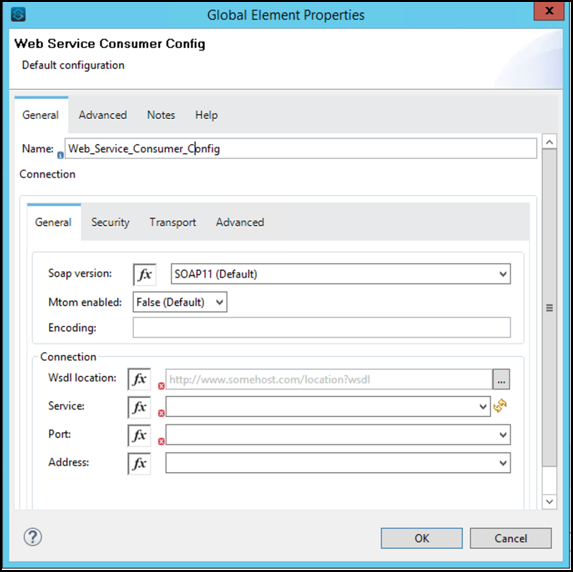 Global Element Properties
X
Web Service Consumer Config
Default configuration
General Advanced Notes Help
Name: Web_Service_Consumer_Config
Connection
General Security Transport Advanced
Soap version: fx SOAP11 (Default)
Mtom enabled: False (Default)
Encoding:
Connection
Wsdl location: fx http://www.somehost.com/location?wsdl ...
Service: fx
Port: fx
Address: fx
? OK Cancel